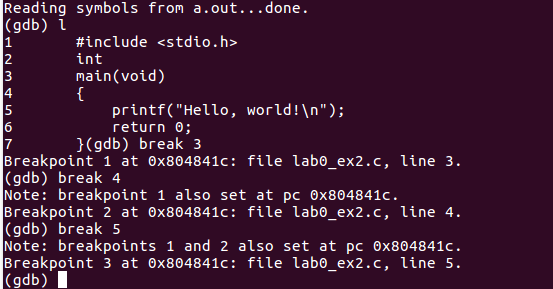 Reading symbols from a.out...done.
(gdb) l
1       #include <stdio.h>
2       int
3       main(void)
4       {
5           printf("Hello, world!\n");
6           return 0;
7       }(gdb) break 3
Breakpoint 1 at 0x804841c: file lab0_ex2.c, line 3.
(gdb) break 4
Note: breakpoint 1 also set at pc 0x804841c.
Breakpoint 2 at 0x804841c: file lab0_ex2.c, line 4.
(gdb) break 5
Note: breakpoints 1 and 2 also set at pc 0x804841c.
Breakpoint 3 at 0x804841c: file lab0_ex2.c, line 5.
(gdb)